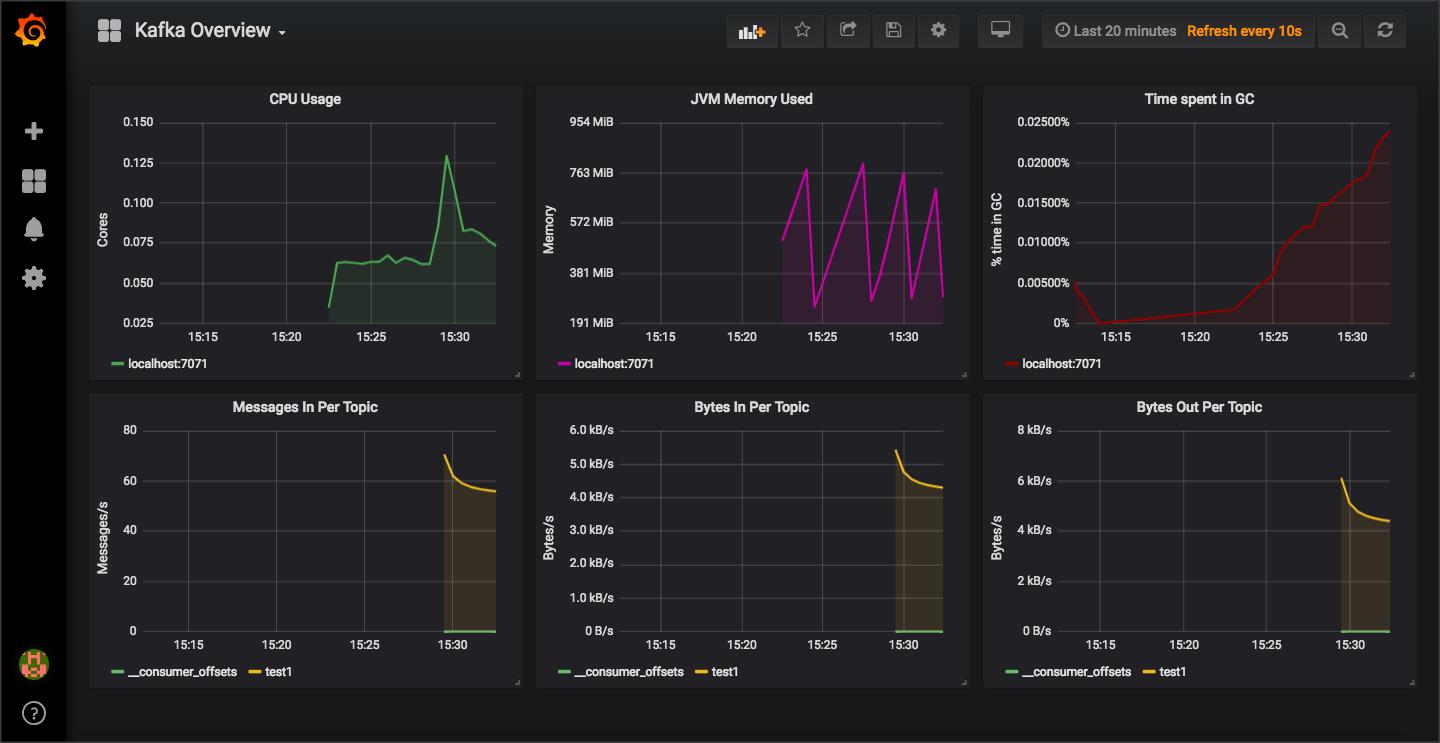 Kafka Overview
Last 20 minutes Refresh every 10s
CPU Usage
0.150
0.125
0.100
0.075
0.050
0.025
Cores
15:15 15:20 15:25 15:30
localhost:7071
JVM Memory Used
954 MiB
763 MiB
572 MiB
381 MiB
191 MiB
Memory
15:15 15:20 15:25 15:30
localhost:7071
Time spent in GC
0.02500%
0.02000%
0.01500%
0.01000%
0.00500%
0%
% time in GC
15:15 15:20 15:25 15:30
localhost:7071
Messages In Per Topic
80
60
40
20
0
Messages/s
15:15 15:20 15:25 15:30
__consumer_offsets test1
Bytes In Per Topic
6.0 kB/s
5.0 kB/s
4.0 kB/s
3.0 kB/s
2.0 kB/s
1.0 kB/s
0 B/s
Bytes/s
15:15 15:20 15:25 15:30
__consumer_offsets test1
Bytes Out Per Topic
8 kB/s
6 kB/s
4 kB/s
2 kB/s
0 B/s
Bytes/s
15:15 15:20 15:25 15:30
__consumer_offsets test1
?